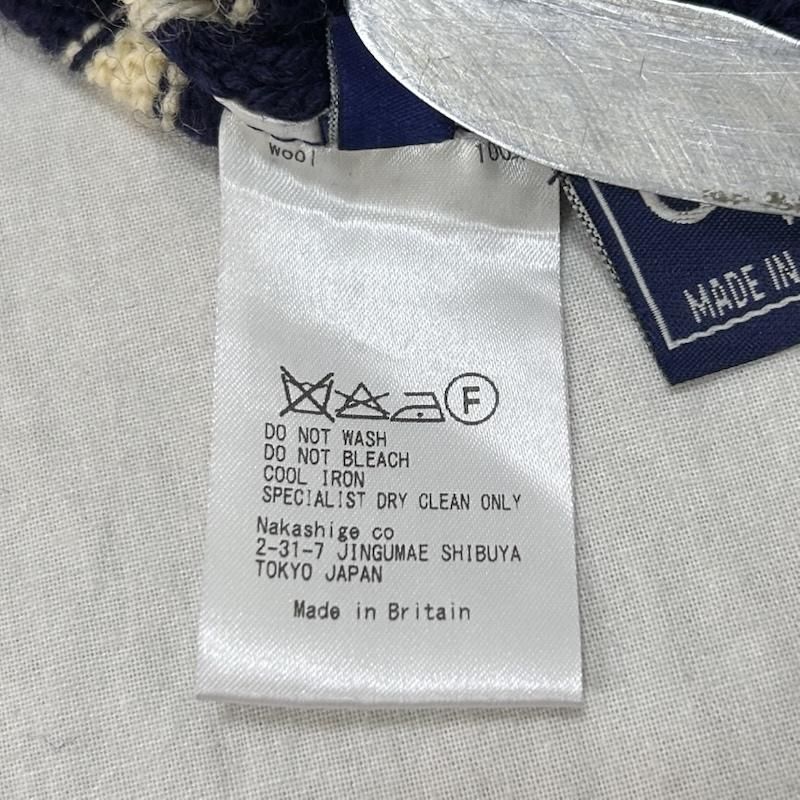 wool 100%
MADE IN
F
DO NOT WASH
DO NOT BLEACH
COOL IRON
SPECIALIST DRY CLEAN ONLY
Nakashige co
2-31-7 JINGUMAE SHIBUYA
TOKYO JAPAN
Made in Britain